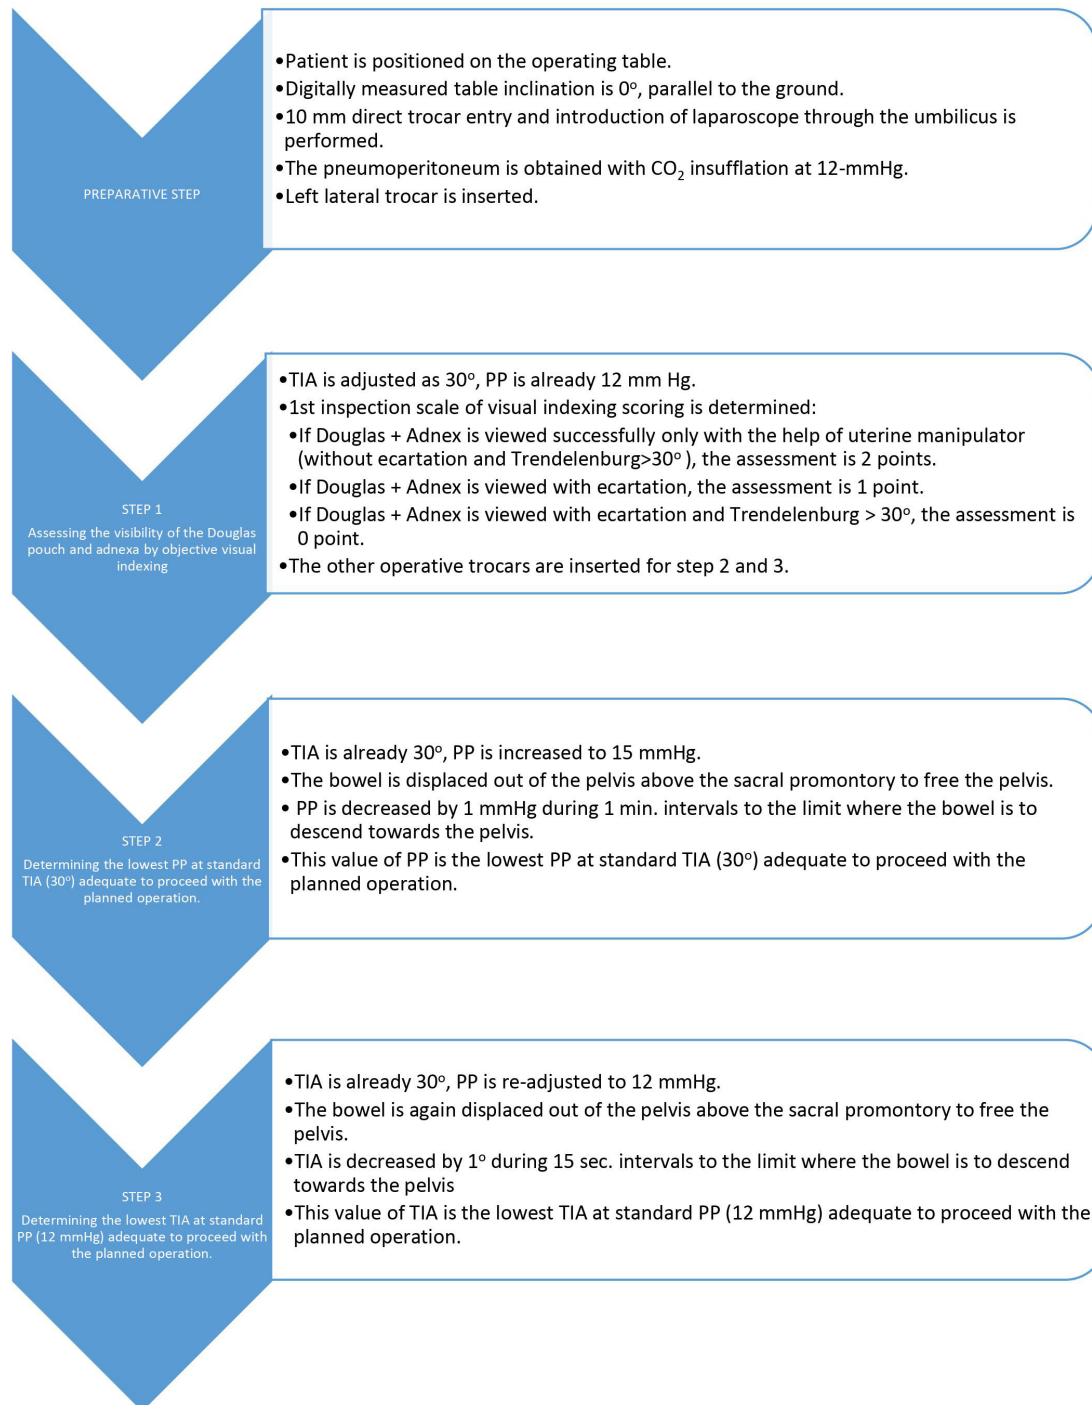 PREPARATIVE STEP
•Patient is positioned on the operating table.
•Digitally measured table inclination is 0°, parallel to the ground.
•10 mm direct trocar entry and introduction of laparoscope through the umbilicus is
performed.
•The pneumoperitoneum is obtained with CO₂ insufflation at 12-mmHg.
•Left lateral trocar is inserted.
STEP 1
Assessing the visibility of the Douglas
pouch and adnexa by objective visual
indexing
•TIA is adjusted as 30°, PP is already 12 mm Hg.
•1st inspection scale of visual indexing scoring is determined:
•If Douglas + Adnex is viewed successfully only with the help of uterine manipulator
(without ecartation and Trendelenburg>30° ), the assessment is 2 points.
•If Douglas + Adnex is viewed with ecartation, the assessment is 1 point.
•If Douglas + Adnex is viewed with ecartation and Trendelenburg > 30°, the assessment is
0 point.
•The other operative trocars are inserted for step 2 and 3.
STEP 2
Determining the lowest PP at standard
TIA (30°) adequate to proceed with the
planned operation.
•TIA is already 30°, PP is increased to 15 mmHg.
•The bowel is displaced out of the pelvis above the sacral promontory to free the pelvis.
• PP is decreased by 1 mmHg during 1 min. intervals to the limit where the bowel is to
descend towards the pelvis.
•This value of PP is the lowest PP at standard TIA (30°) adequate to proceed with the
planned operation.
STEP 3
Determining the lowest TIA at standard
PP (12 mmHg) adequate to proceed with
the planned operation.
•TIA is already 30°, PP is re-adjusted to 12 mmHg.
•The bowel is again displaced out of the pelvis above the sacral promontory to free the
pelvis.
•TIA is decreased by 1° during 15 sec. intervals to the limit where the bowel is to descend
towards the pelvis
•This value of TIA is the lowest TIA at standard PP (12 mmHg) adequate to proceed with the
planned operation.